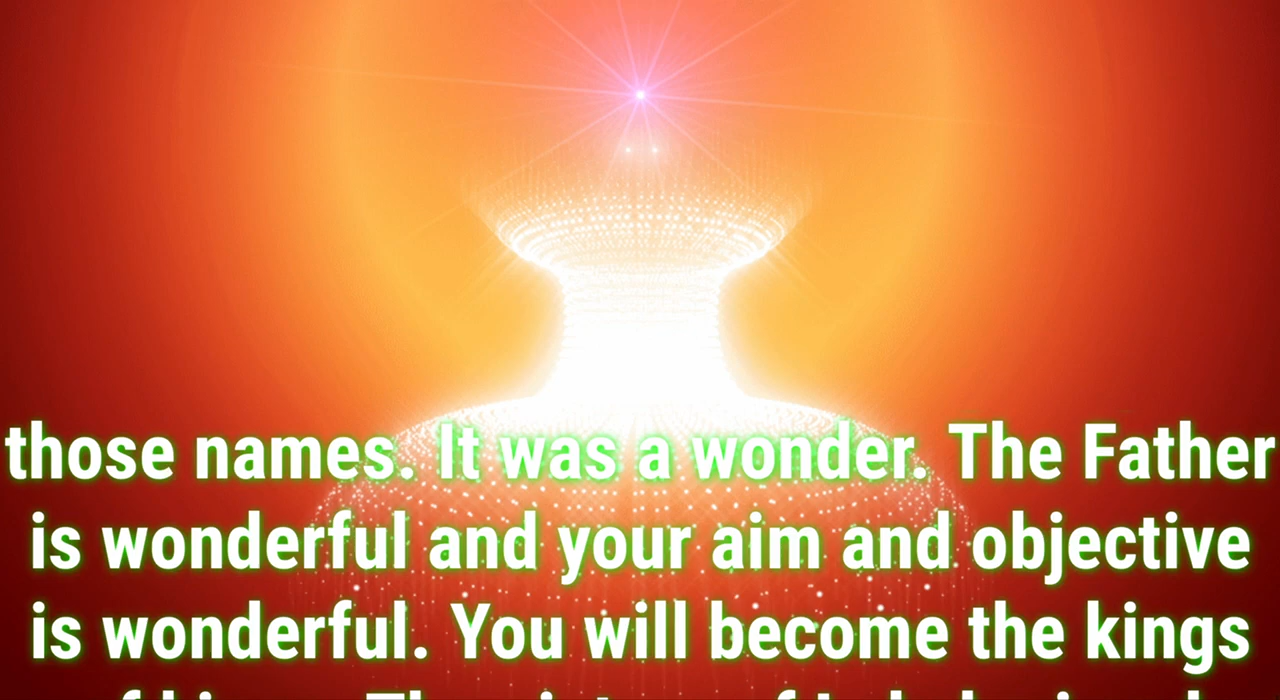 those names. It was a wonder. The Father
is wonderful and your aim and objective
is wonderful. You will become the kings